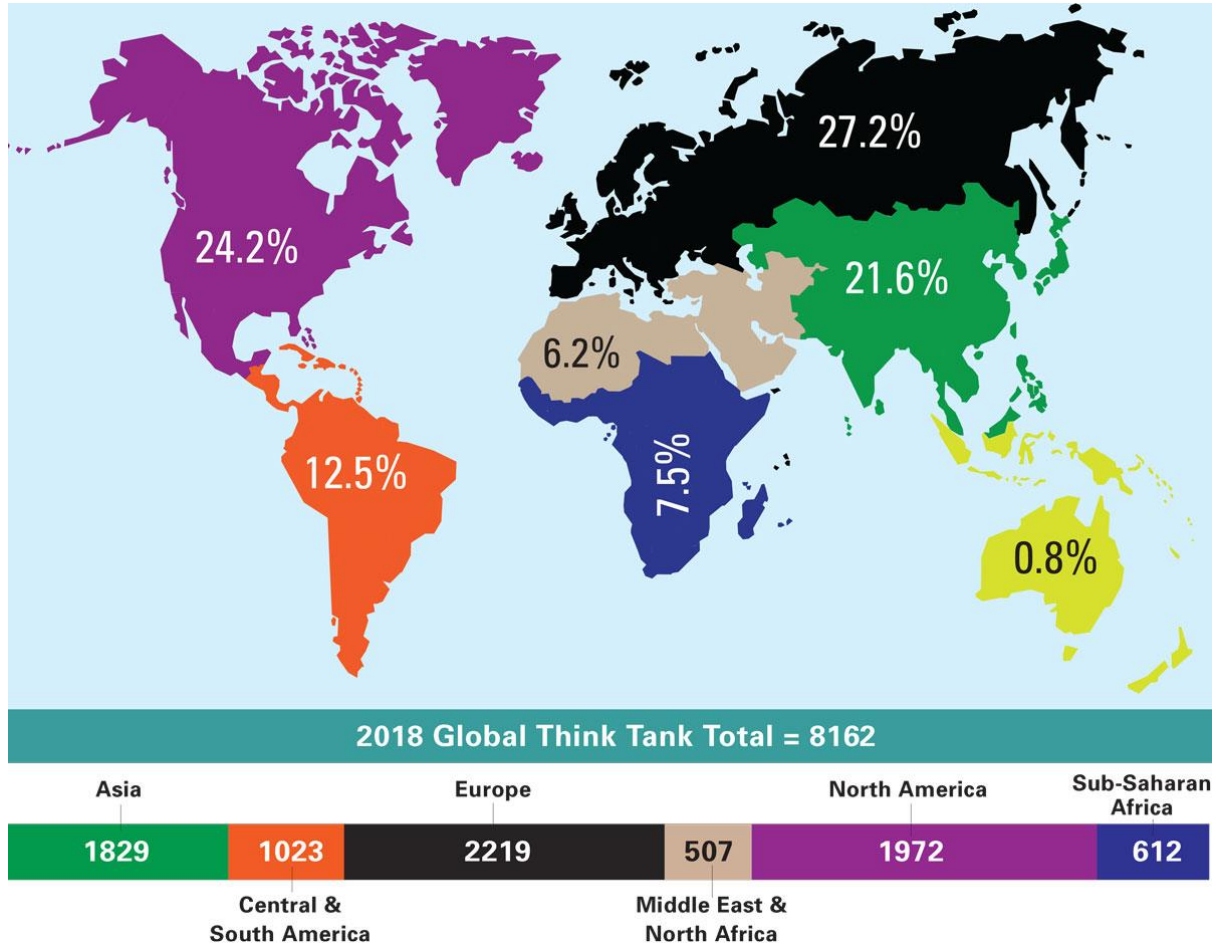 27.2%
24.2%
21.6%
6.2%
12.5%
7.5%
0.8%
2018 Global Think Tank Total = 8162
Asia
Europe
North America
Sub-Saharan
Africa
1829
1023
2219
507
1972
612
Central &
South America
Middle East &
North Africa